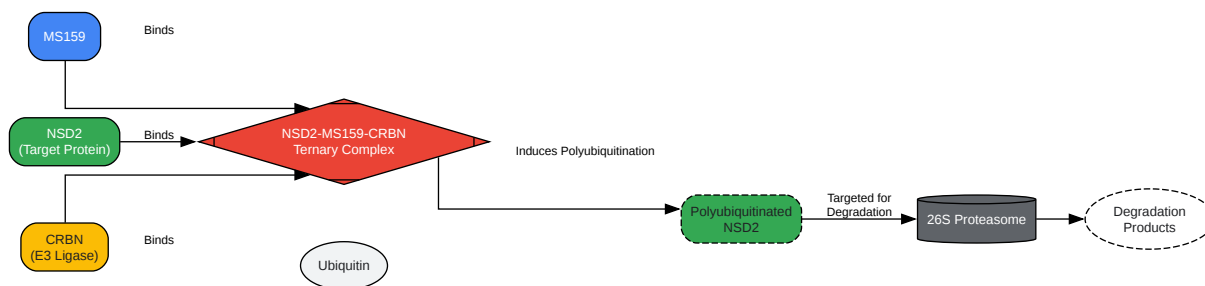 MS159
Binds
NSD2
(Target Protein)
Binds
NSD2-MS159-CRBN
Ternary Complex
Induces Polyubiquitination
CRBN
(E3 Ligase)
Binds
Ubiquitin
Polyubiquitinated
NSD2
Targeted for
Degradation
26S Proteasome
Degradation
Products